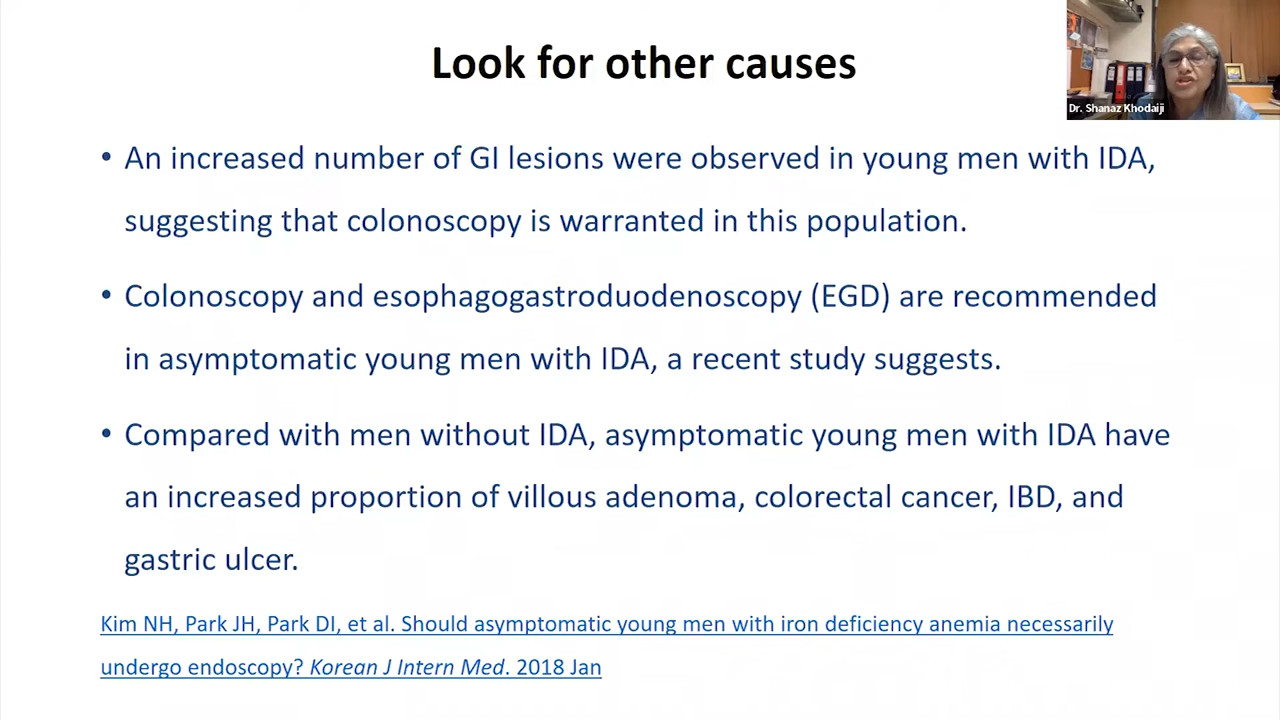 Look for other causes
Dr. Shanaz Khodaiji
• An increased number of GI lesions were observed in young men with IDA,
suggesting that colonoscopy is warranted in this population.
• Colonoscopy and esophagogastroduodenoscopy (EGD) are recommended
in asymptomatic young men with IDA, a recent study suggests.
• Compared with men without IDA, asymptomatic young men with IDA have
an increased proportion of villous adenoma, colorectal cancer, IBD, and
gastric ulcer.
Kim NH, Park JH, Park DI, et al. Should asymptomatic young men with iron deficiency anemia necessarily
undergo endoscopy? Korean J Intern Med. 2018 Jan